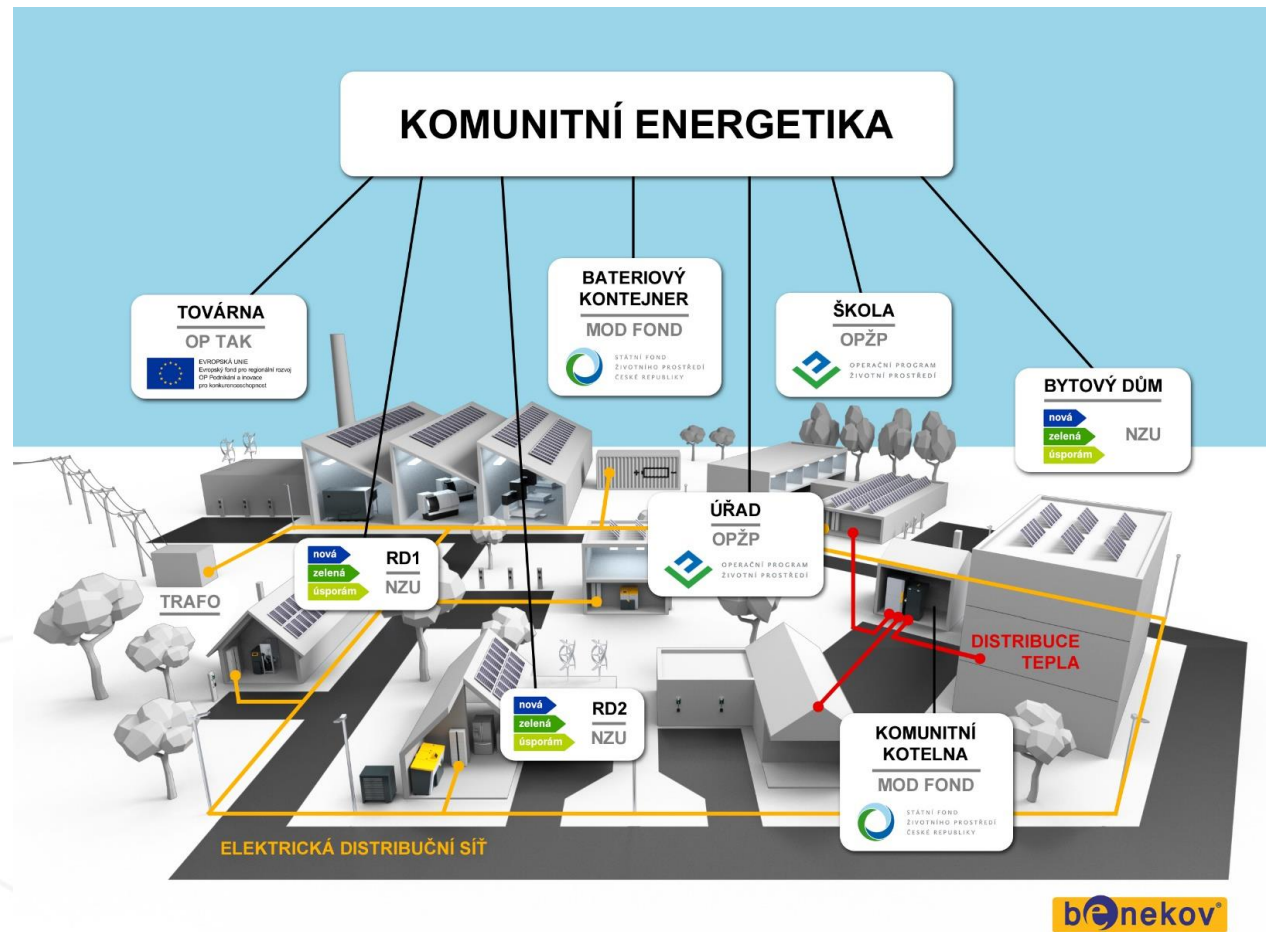 KOMUNITNÍ ENERGETIKA
TOVÁRNA
OP TAK
EVROPSKÁ UNIE
Evropský fond pro regionální rozvoj
OP Podnikání a inovace
pro konkurenceschopnost
BATERIOVÝ
KONTEJNER
MOD FOND
STÁTNÍ FOND
ŽIVOTNÍHO PROSTŘEDÍ
ČESKÉ REPUBLIKY
ŠKOLA
OPŽP
OPERAČNÍ PROGRAM
ŽIVOTNÍ PROSTŘEDÍ
BYTOVÝ DŮM
nová
zelená
úsporám
NZU
ÚŘAD
OPŽP
OPERAČNÍ PROGRAM
ŽIVOTNÍ PROSTŘEDÍ
nová
zelená
úsporám
RD1
NZU
TRAFO
DISTRIBUCE
TEPLA
nová
zelená
úsporám
RD2
NZU
KOMUNITNÍ
KOTELNA
MOD FOND
STÁTNÍ FOND
ŽIVOTNÍHO PROSTŘEDÍ
ČESKÉ REPUBLIKY
ELEKTRICKÁ DISTRIBUČNÍ SÍŤ
benekov®